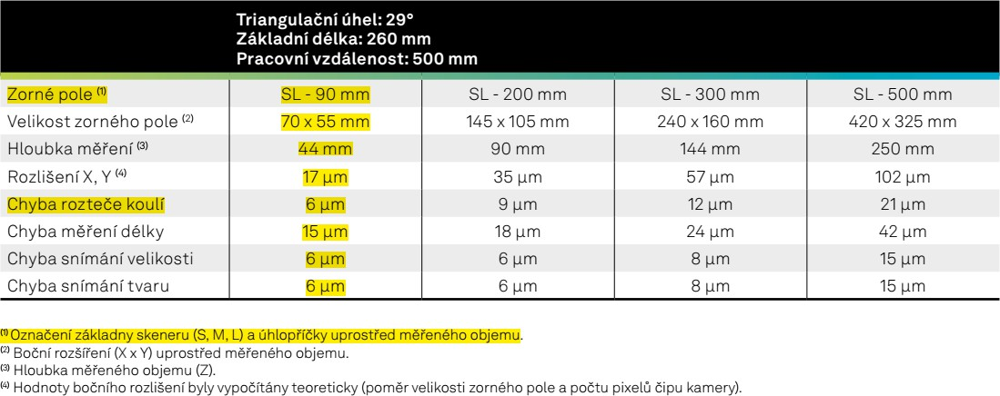 Triangulační úhel: 29°
Základní délka: 260 mm
Pracovní vzdálenost: 500 mm
Zorné pole (1) SL - 90 mm SL - 200 mm SL - 300 mm SL - 500 mm
Velikost zorného pole (2) 70 x 55 mm 145 x 105 mm 240 x 160 mm 420 x 325 mm
Hloubka měření (3) 44 mm 90 mm 144 mm 250 mm
Rozlišení X, Y (4) 17 µm 35 µm 57 µm 102 µm
Chyba rozteče koulí 6 µm 9 µm 12 µm 21 µm
Chyba měření délky 15 µm 18 µm 24 µm 42 µm
Chyba snímání velikosti 6 µm 6 µm 8 µm 15 µm
Chyba snímání tvaru 6 µm 6 µm 8 µm 15 µm
(1) Označení základny skeneru (S, M, L) a úhlopříčky uprostřed měřeného objemu.
(2) Boční rozšíření (X x Y) uprostřed měřeného objemu.
(3) Hloubka měřeného objemu (Z).
(4) Hodnoty bočního rozlišení byly vypočítány teoreticky (poměr velikosti zorného pole a počtu pixelů čipu kamery).